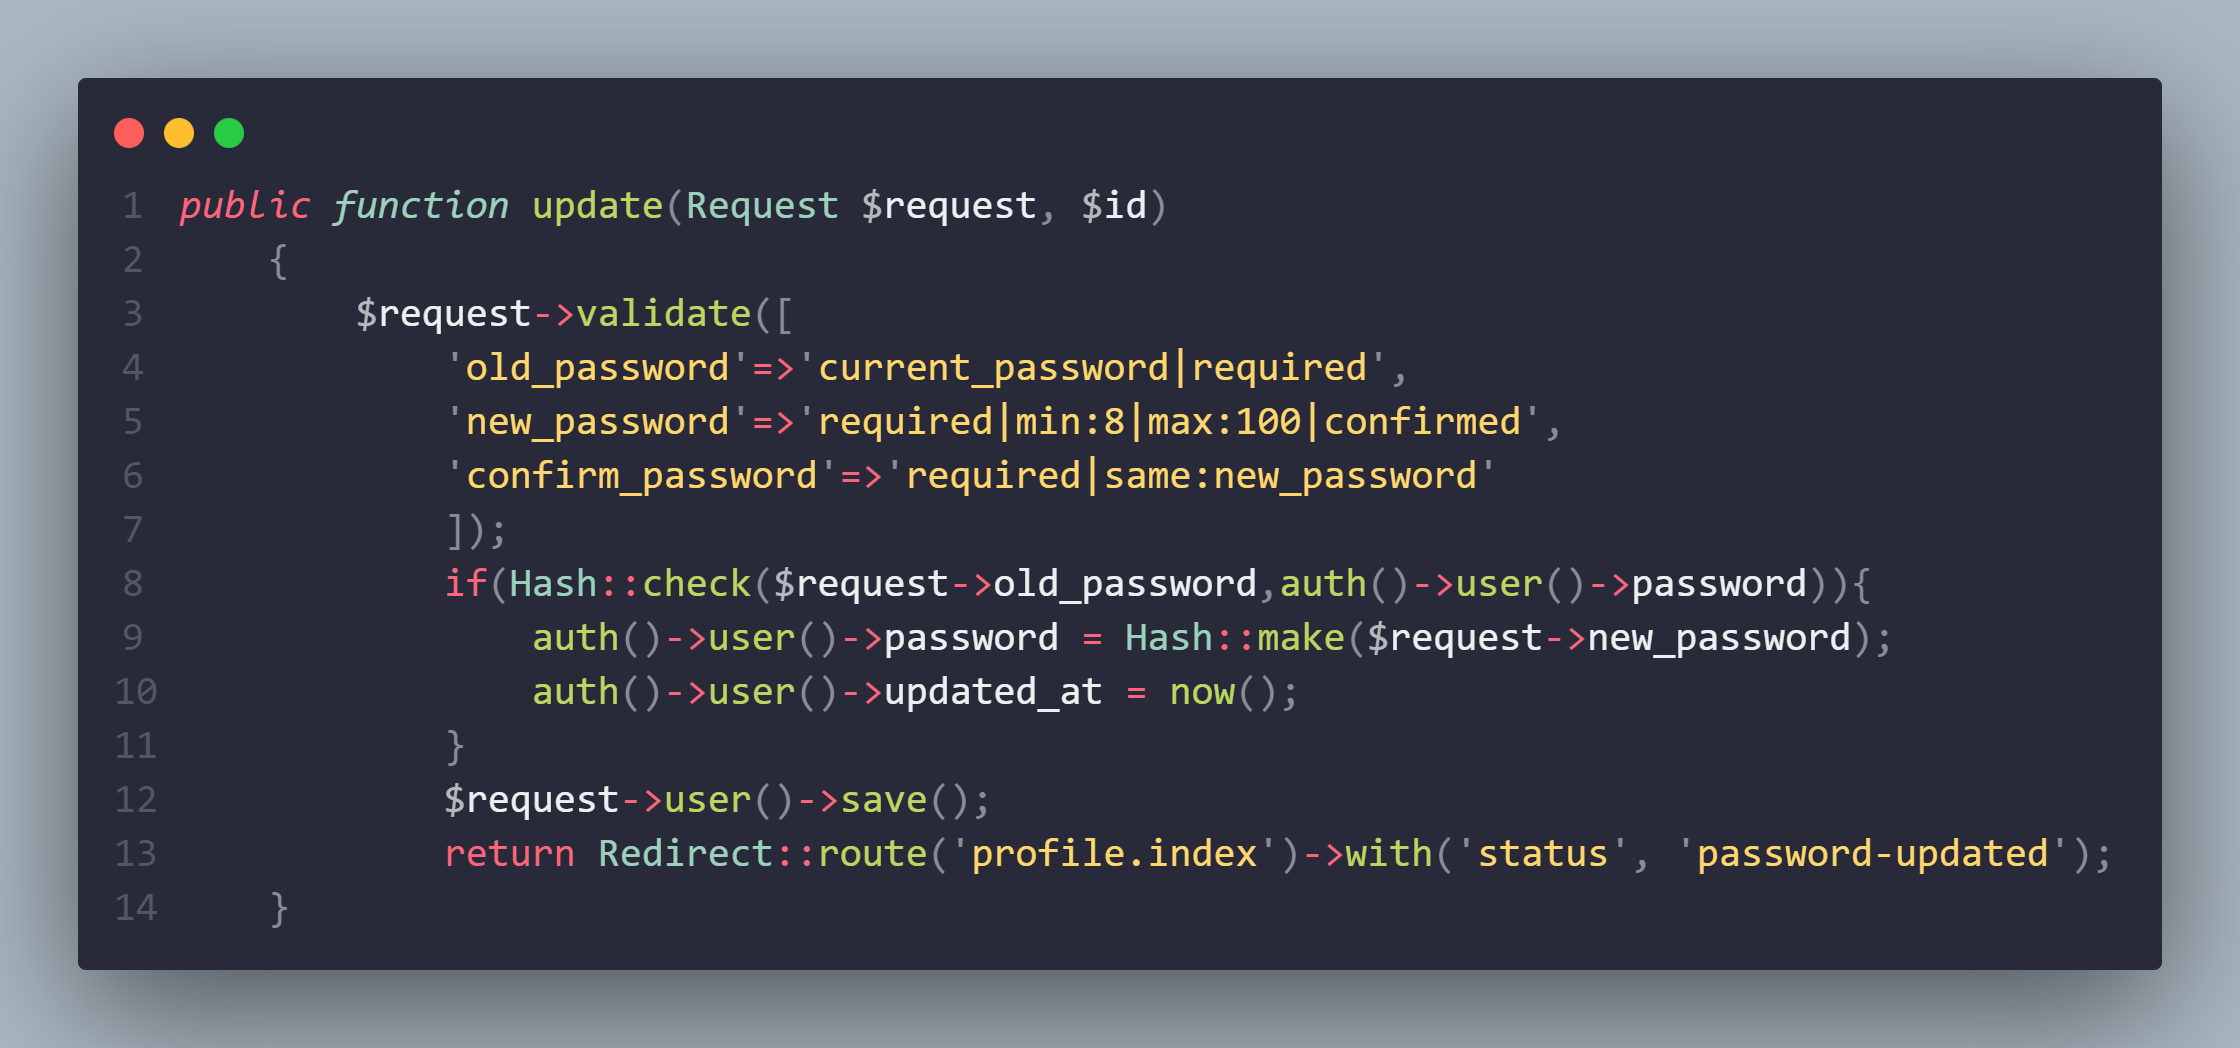 1 public function update(Request $request, $id)
2     {
3         $request->validate([
4             'old_password'=>'current_password|required',
5             'new_password'=>'required|min:8|max:100|confirmed',
6             'confirm_password'=>'required|same:new_password'
7             ]);
8             if(Hash::check($request->old_password,auth()->user()->password)){
9                 auth()->user()->password = Hash::make($request->new_password);
10                 auth()->user()->updated_at = now();
11             }
12             $request->user()->save();
13             return Redirect::route('profile.index')->with('status', 'password-updated');
14     }